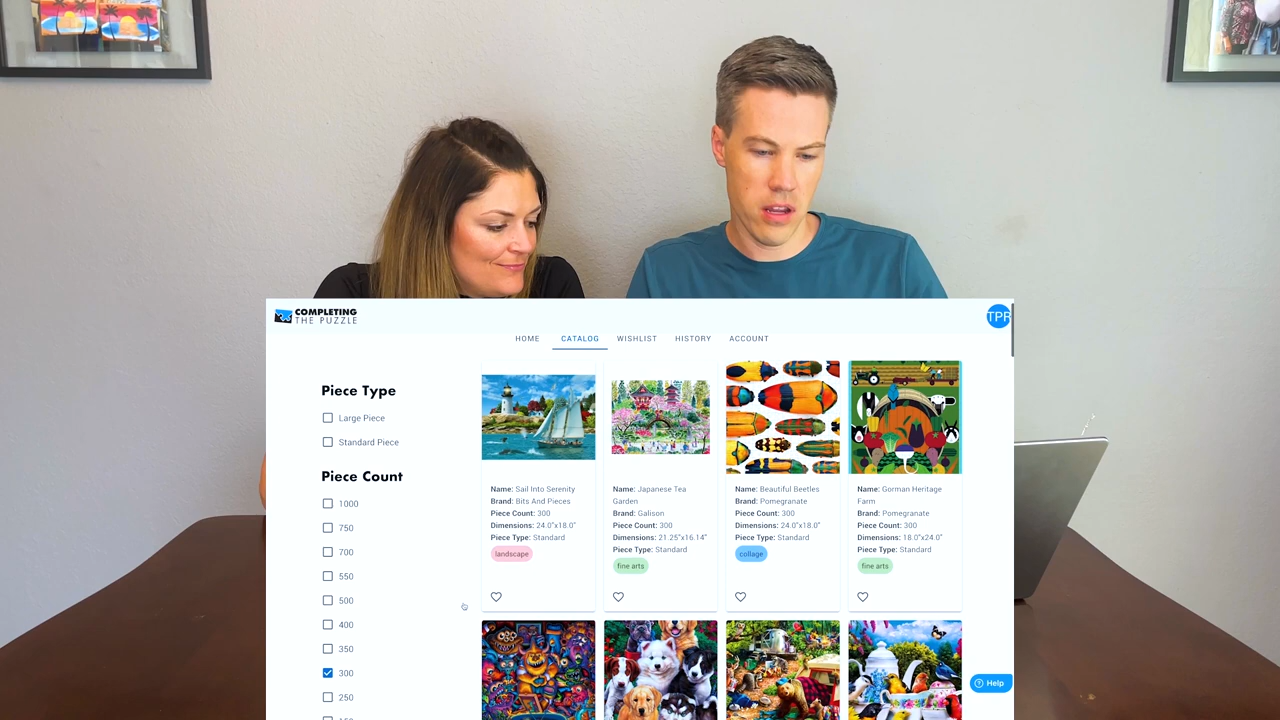 COMPLETING
THE PUZZLE
TPR
HOME CATALOG WISHLIST HISTORY ACCOUNT
Piece Type
Large Piece
Standard Piece
Piece Count
1000
750
700
550
500
400
350
300
250
Name: Sail Into Serenity
Brand: Bits And Pieces
Piece Count: 300
Dimensions: 24.0"x18.0"
Piece Type: Standard
landscape
Name: Japanese Tea
Garden
Brand: Galison
Piece Count: 300
Dimensions: 21.25"x16.14"
Piece Type: Standard
fine arts
Name: Beautiful Beetles
Brand: Pomegranate
Piece Count: 300
Dimensions: 24.0"x18.0"
Piece Type: Standard
collage
Name: Gorman Heritage
Farm
Brand: Pomegranate
Piece Count: 300
Dimensions: 18.0"x24.0"
Piece Type: Standard
fine arts
Help